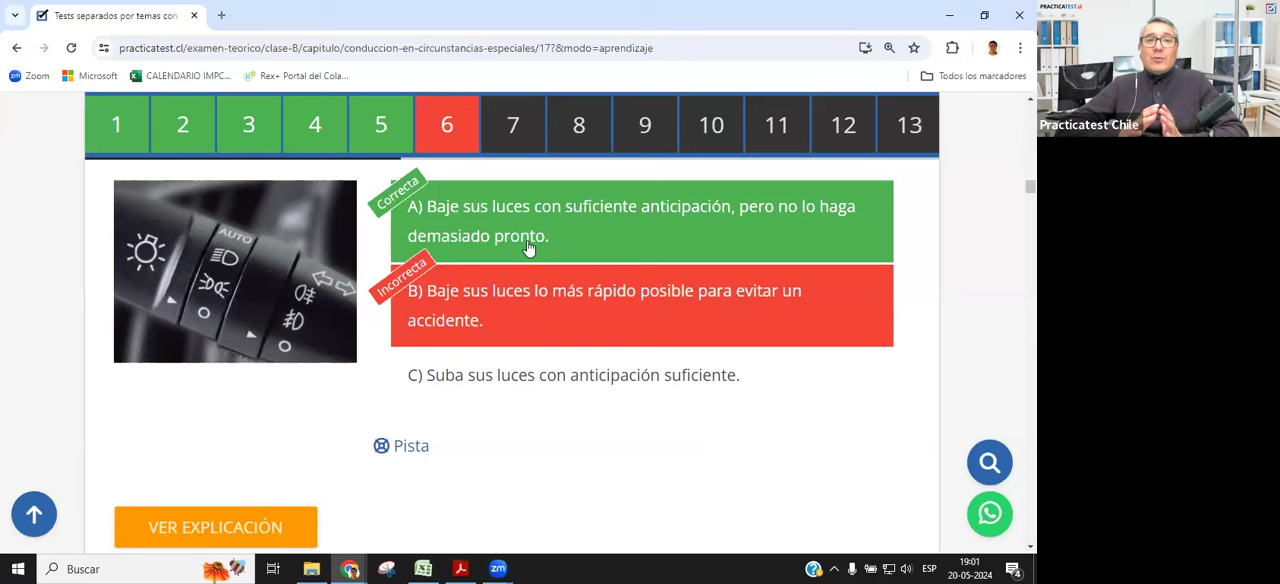 Tests separados por temas con
practicatest.cl/examen-teorico/clase-B/capitulo/conduccion-en-circunstancias-especiales/177&modo=aprendizaje
Zoom
Microsoft
CALENDARIO IMPC...
Rex+ Portal del Cola...
Todos los marcadores
PRACTICATEST.cl
Practicatest Chile
1 2 3 4 5 6 7 8 9 10 11 12 13
AUTO
Correcta
A) Baje sus luces con suficiente anticipación, pero no lo haga
demasiado pronto.
Incorrecta
B) Baje sus luces lo más rápido posible para evitar un
accidente.
C) Suba sus luces con anticipación suficiente.
Pista
VER EXPLICACIÓN
Buscar
ESP
19:01
20-05-2024
4